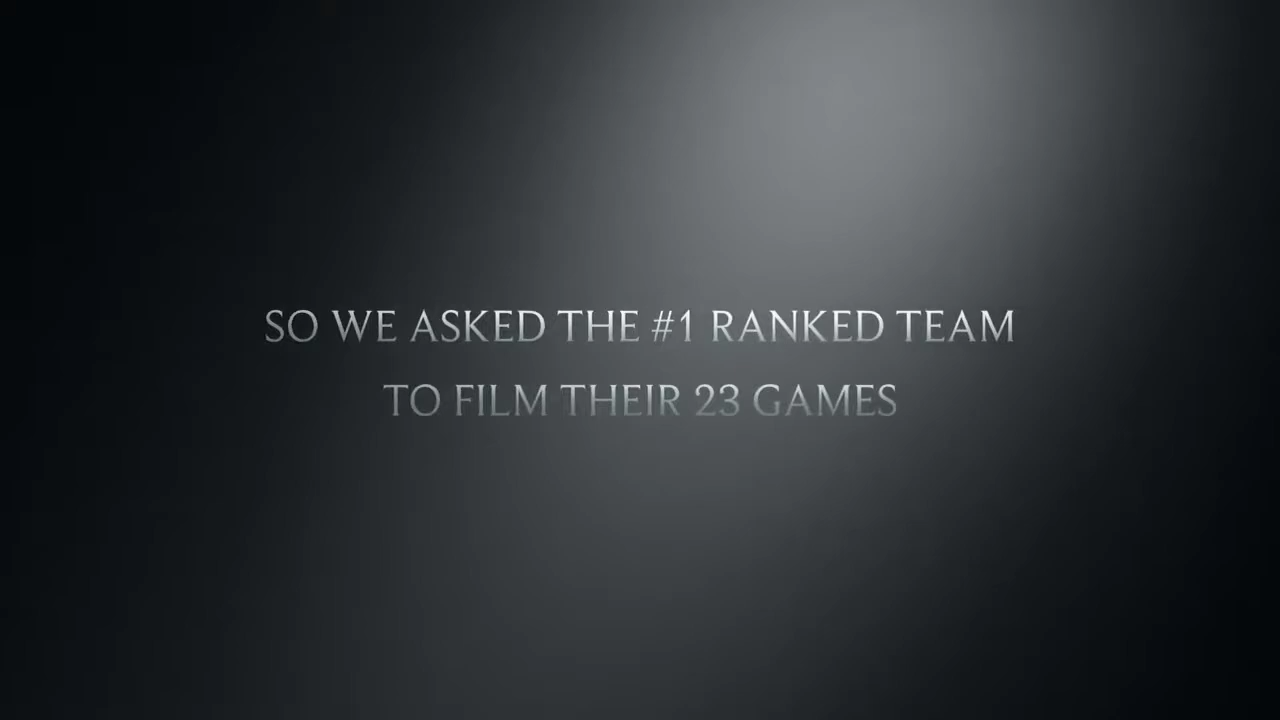 SO WE ASKED THE #1 RANKED TEAM
TO FILM THEIR 23 GAMES